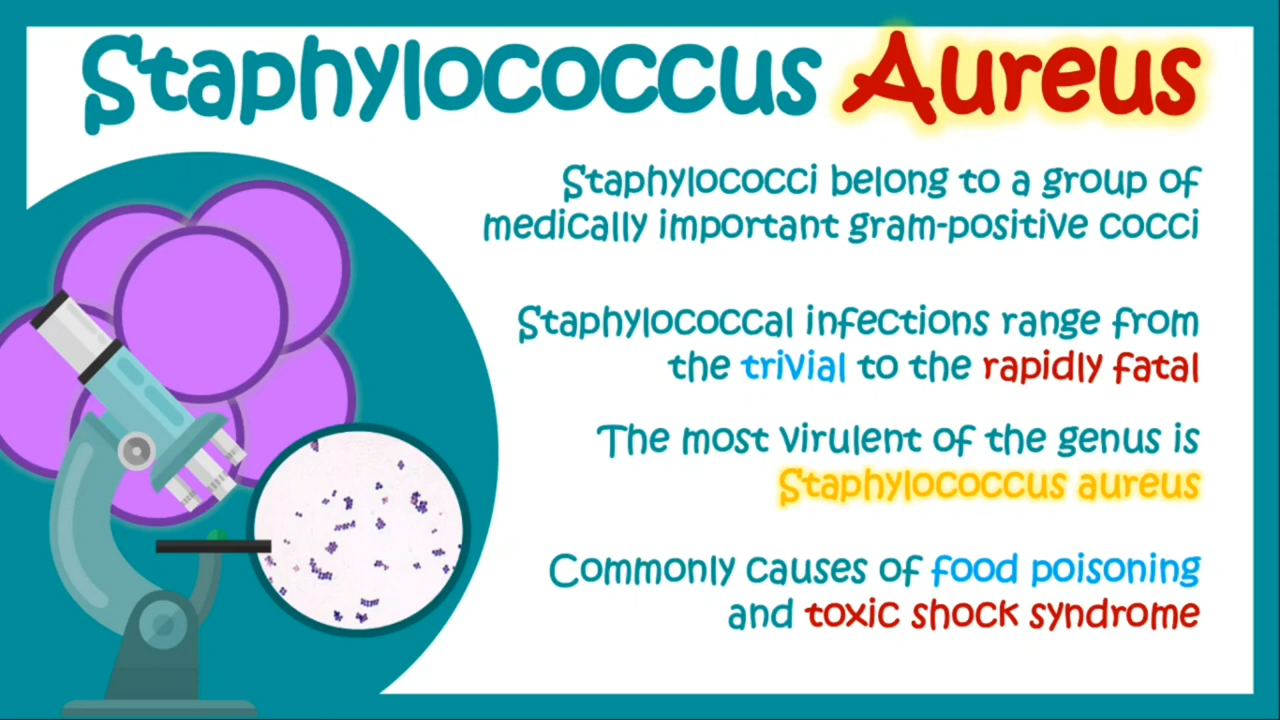 Staphylococcus Aureus
Staphylococci belong to a group of
medically important gram-positive cocci
Staphylococcal infections range from
the trivial to the rapidly fatal
The most virulent of the genus is
Staphylococcus aureus
Commonly causes of food poisoning
and toxic shock syndrome